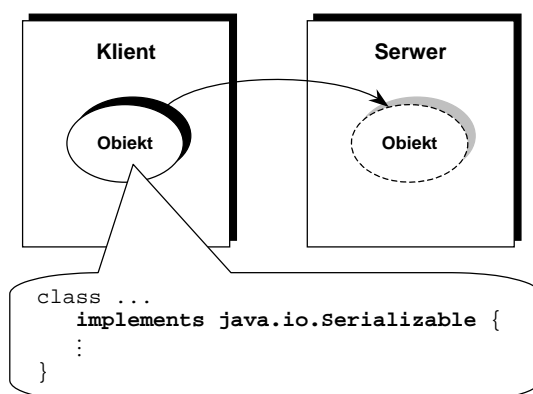 Klient
Serwer
Obiekt
Obiekt
class ...
implements java.io.Serializable {
⋮
}